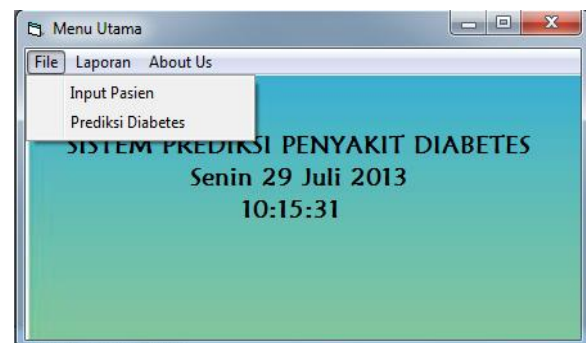 Menu Utama
File Laporan About Us
Input Pasien
Prediksi Diabetes
SISTEM PREDIKSI PENYAKIT DIABETES
Senin 29 Juli 2013
10:15:31